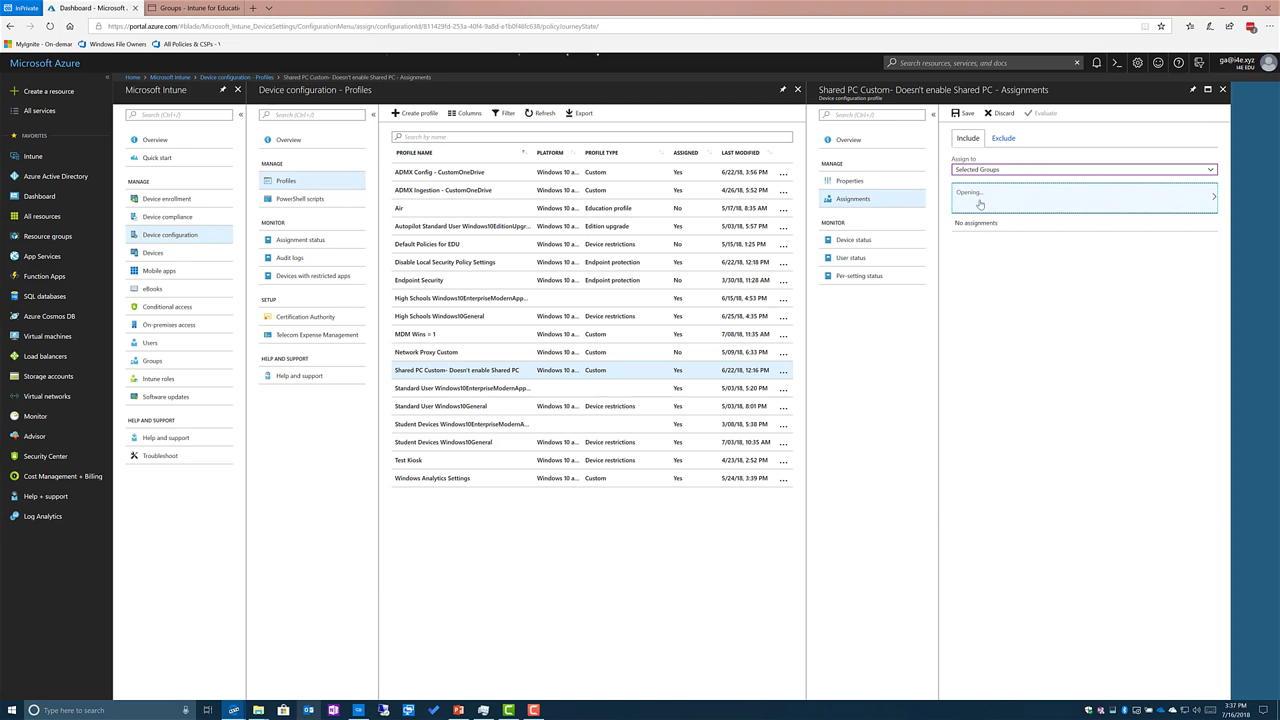 InPrivate
Dashboard - Microsoft
Groups - Intune for Educati
https://portal.azure.com/#blade/Microsoft_Intune_DeviceSettings/ConfigurationMenu/assign/configurationId/811429fd-253a-40f4-9a8d-e1b0f46fc638/policyJourneyState/
MyIgnite - On-demar
Windows File Owners
All Policies & CSPs - V
Microsoft Azure
Search resources, services, and docs
ga@i4e.xyz
I4E EDU
Home
Microsoft Intune
Device configuration - Profiles
Shared PC Custom- Doesn't enable Shared PC - Assignments
Create a resource
All services
FAVORITES
Intune
Azure Active Directory
Dashboard
All resources
Resource groups
App Services
Function Apps
SQL databases
Azure Cosmos DB
Virtual machines
Load balancers
Storage accounts
Virtual networks
Monitor
Advisor
Security Center
Cost Management + Billing
Help + support
Log Analytics
Microsoft Intune
Search (Ctrl+/)
Overview
Quick start
MANAGE
Device enrollment
Device compliance
Device configuration
Devices
Mobile apps
eBooks
Conditional access
On-premises access
Users
Groups
Intune roles
Software updates
HELP AND SUPPORT
Help and support
Troubleshoot
Device configuration - Profiles
Search (Ctrl+/)
Overview
MANAGE
Profiles
PowerShell scripts
MONITOR
Assignment status
Audit logs
Devices with restricted apps
SETUP
Certification Authority
Telecom Expense Management
HELP AND SUPPORT
Help and support
Create profile Columns Filter Refresh Export
Search by name
PROFILE NAME PLATFORM PROFILE TYPE ASSIGNED LAST MODIFIED
ADMX Config - CustomOneDrive Windows 10 a... Custom Yes 6/22/18, 3:56 PM ...
ADMX Ingestion - CustomOneDrive Windows 10 a... Custom Yes 6/22/18, 5:52 PM ...
Air Windows 10 a... Education profile No 5/17/18, 8:35 AM ...
Autopilot Standard User Windows10EditionUpgr... Windows 10 a... Edition upgrade Yes 5/03/18, 5:57 PM ...
Default Policies for EDU Windows 10 a... Device restrictions No 5/15/18, 1:25 PM ...
Disable Local Security Policy Settings Windows 10 a... Endpoint protection Yes 6/22/18, 12:18 PM ...
Endpoint Security Windows 10 a... Endpoint protection No 3/30/18, 11:28 AM ...
High Schools Windows10EnterpriseModernApp... Yes 6/15/18, 4:53 PM ...
High Schools Windows10General Windows 10 a... Device restrictions Yes 6/25/18, 4:35 PM ...
MDM Wins = 1 Windows 10 a... Custom Yes 7/08/18, 11:35 AM ...
Network Proxy Custom Windows 10 a... Custom No 5/09/18, 6:33 PM ...
Shared PC Custom- Doesn't enable Shared PC Windows 10 a... Custom Yes 6/22/18, 12:16 PM ...
Standard User Windows10EnterpriseModernApp... Yes 5/03/18, 5:20 PM ...
Standard User Windows10General Windows 10 a... Device restrictions Yes 5/03/18, 8:01 PM ...
Student Devices Windows10EnterpriseModernA... Yes 3/08/18, 5:38 PM ...
Student Devices Windows10General Windows 10 a... Device restrictions Yes 7/03/18, 10:35 AM ...
Test Kiosk Windows 10 a... Device restrictions Yes 4/23/18, 2:52 PM ...
Windows Analytics Settings Windows 10 a... Custom Yes 5/24/18, 3:39 PM ...
Shared PC Custom- Doesn't enable Shared PC - Assignments
Device configuration profile
Search (Ctrl+/)
Overview
MANAGE
Properties
Assignments
MONITOR
Device status
User status
Per-setting status
Save Discard Evaluate
Include Exclude
Assign to
Selected Groups
Opening...
No assignments
Type here to search
3:37 PM
7/16/2018